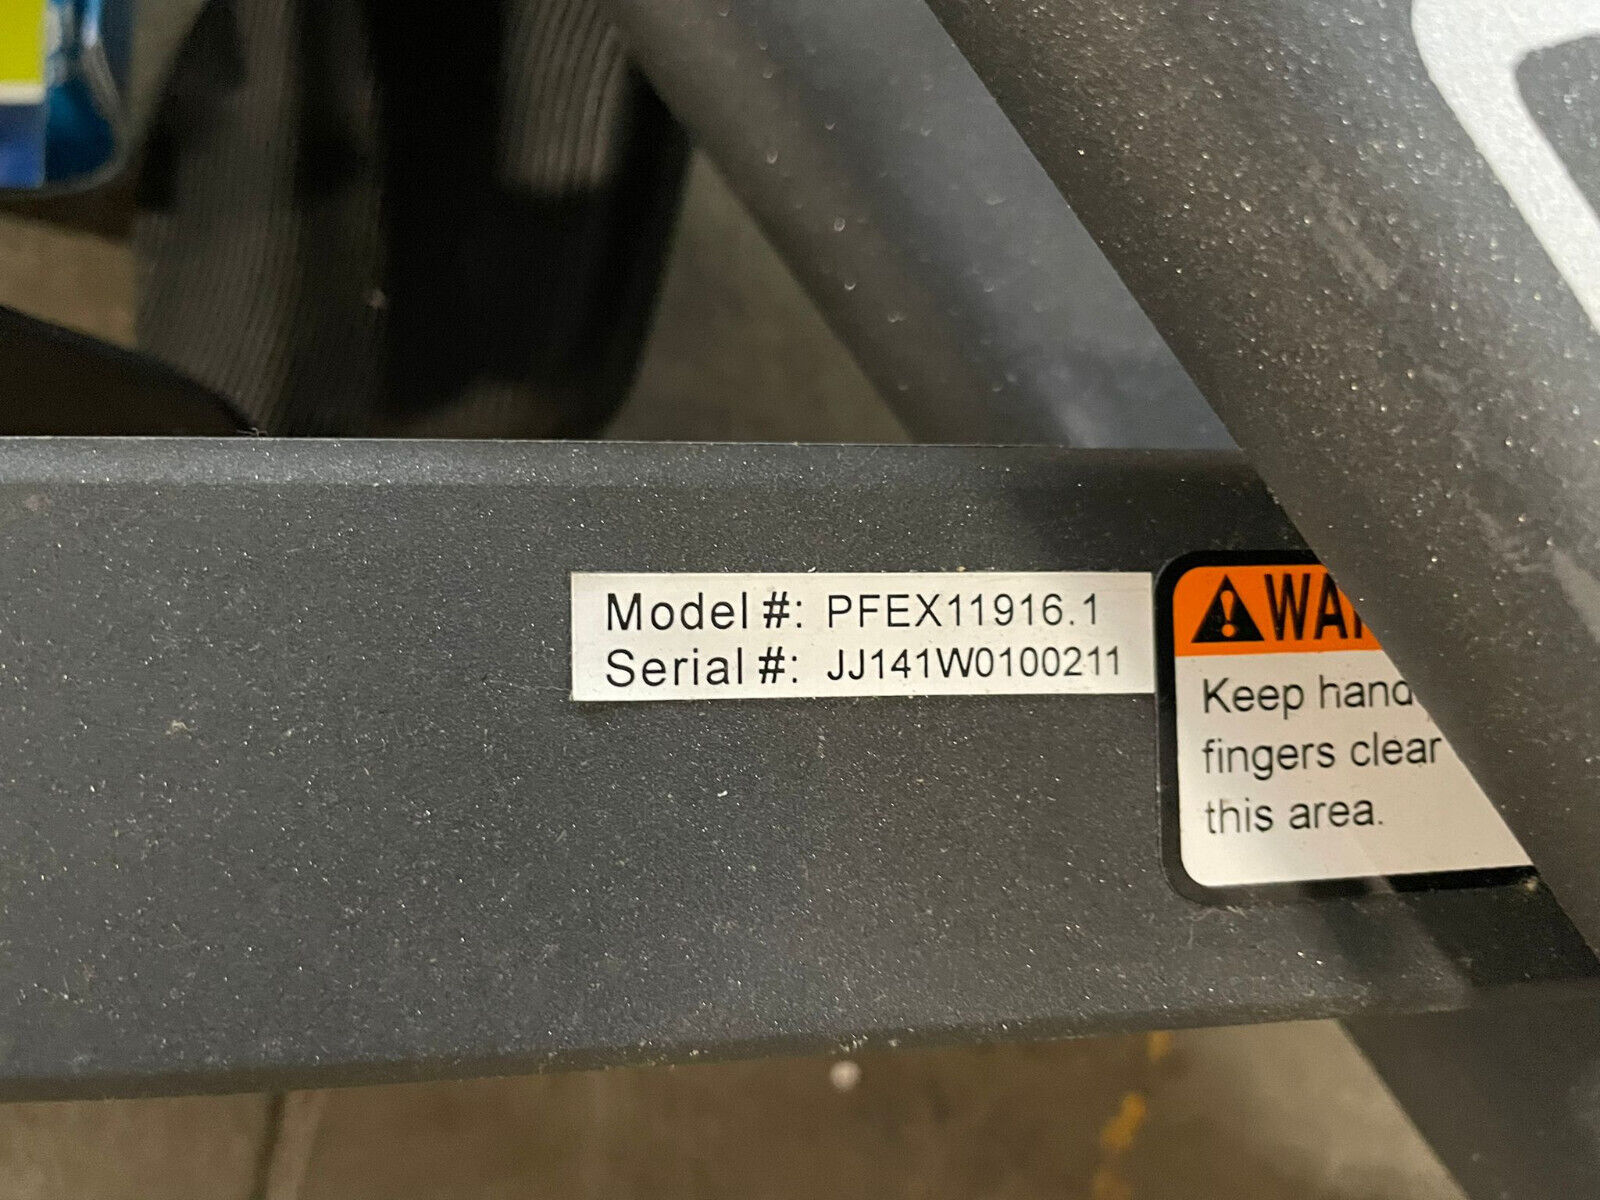 Model #: PFEX11916.1
Serial #: JJ141W0100211
Keep hand
fingers clear
this area.